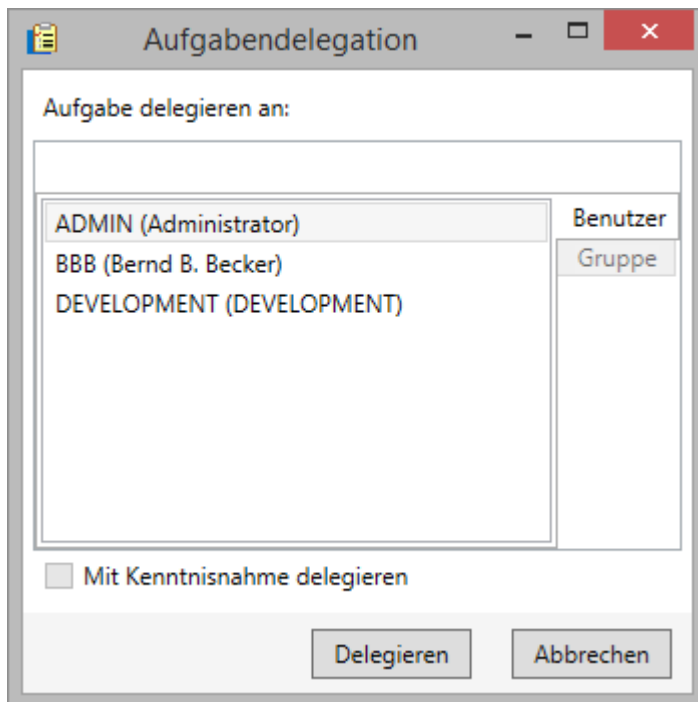 Aufgabendelegation
Aufgabe delegieren an:
ADMIN (Administrator)
BBB (Bernd B. Becker)
DEVELOPMENT (DEVELOPMENT)
Benutzer
Gruppe
Mit Kenntnisnahme delegieren
Delegieren
Abbrechen